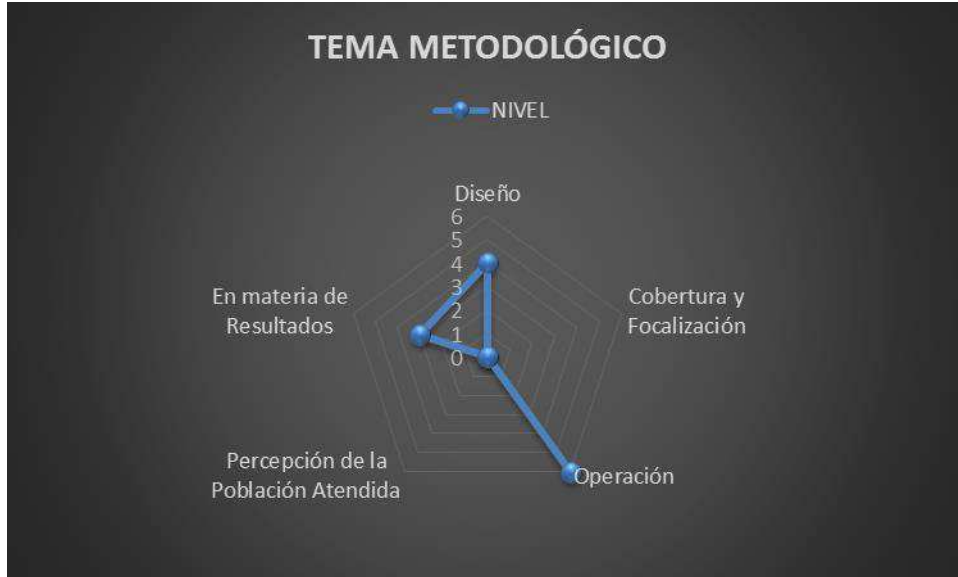 TEMA METODOLÓGICO
NIVEL
Diseño
6
5
4
3
2
1
0
Cobertura y
Focalización
En materia de
Resultados
Percepción de la
Población Atendida
Operación